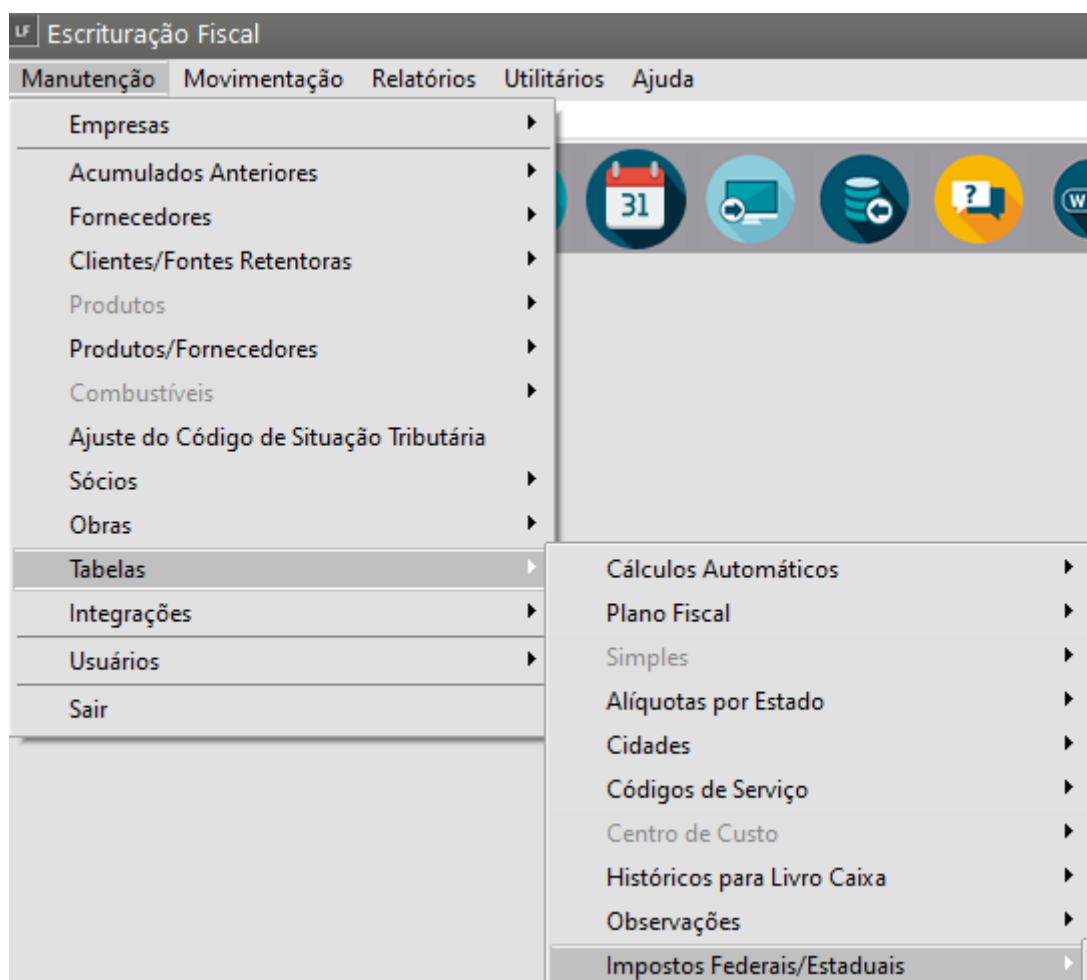 LF Escrituração Fiscal
Manutenção Movimentação Relatórios Utilitários Ajuda
Empresas
Acumulados Anteriores
Fornecedores
Clientes/Fontes Retentoras
Produtos
Produtos/Fornecedores
Combustíveis
Ajuste do Código de Situação Tributária
Sócios
Obras
Tabelas
Integrações
Usuários
Sair
31
?
W
Cálculos Automáticos
Plano Fiscal
Simples
Alíquotas por Estado
Cidades
Códigos de Serviço
Centro de Custo
Históricos para Livro Caixa
Observações
Impostos Federais/Estaduais